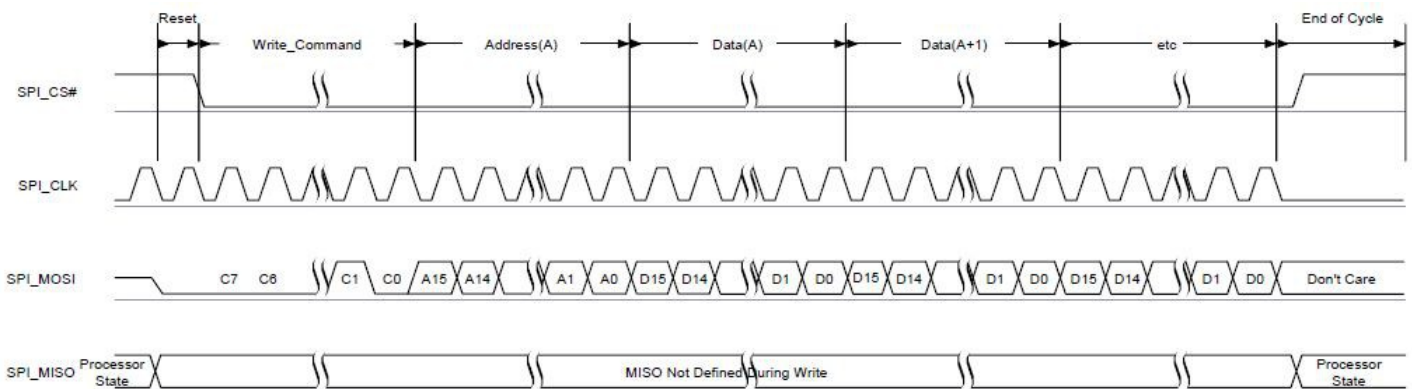 Reset
End of Cycle
Write_Command Address(A) Data(A) Data(A+1) etc
SPI_CS#
SPI_CLK
SPI_MOSI C7 C6 C1 C0 A15 A14 A1 A0 D15 D14 D1 D0 D15 D14 D1 D0 D15 D14 D1 D0 Don't Care
SPI_MISO Processor State MISO Not Defined During Write Processor State